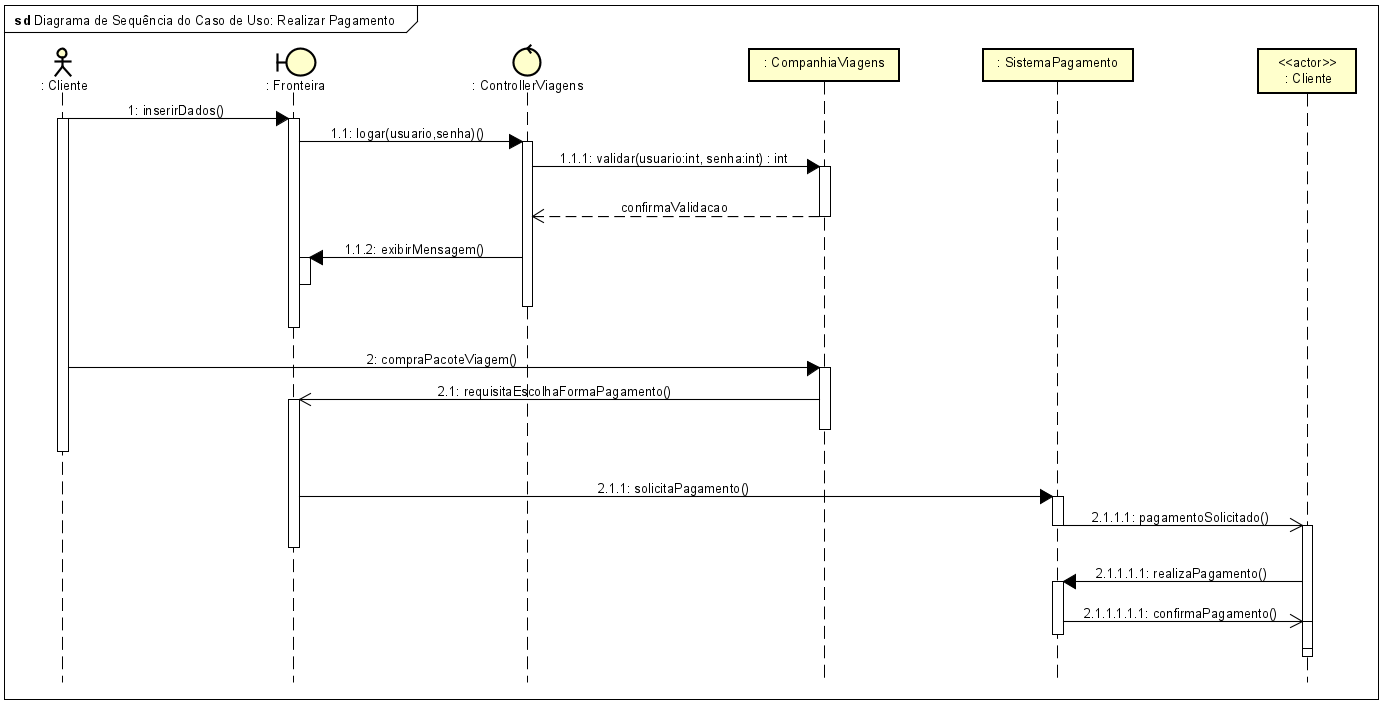 sd Diagrama de Sequência do Caso de Uso: Realizar Pagamento
: Cliente
: Fronteira
: ControllerViagens
: CompanhiaViagens
: SistemaPagamento
<<actor>>
: Cliente
1: inserirDados()
1.1: logar(usuario,senha)()
1.1.1: validar(usuario:int, senha:int) : int
confirmaValidacao
1.1.2: exibirMensagem()
2: compraPacoteViagem()
2.1: requisitaEscolhaFormaPagamento()
2.1.1: solicitaPagamento()
2.1.1.1: pagamentoSolicitado()
2.1.1.1.1: realizaPagamento()
2.1.1.1.1.1: confirmaPagamento()